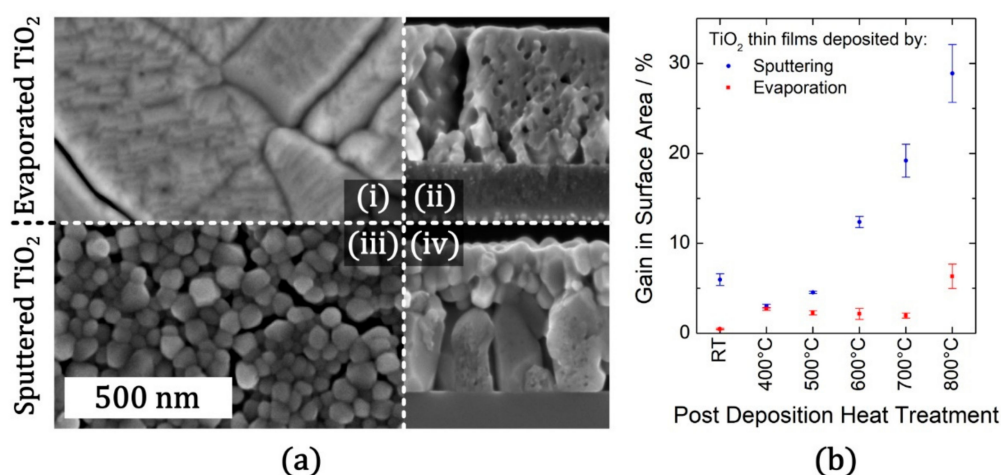 Evaporated TiO₂
(i)
(ii)
Sputtered TiO₂
(iii)
(iv)
500 nm
(a)
TiO₂ thin films deposited by:
Sputtering
Evaporation
Gain in Surface Area / %
30
20
10
0
RT
400°C
500°C
600°C
700°C
800°C
Post Deposition Heat Treatment
(b)